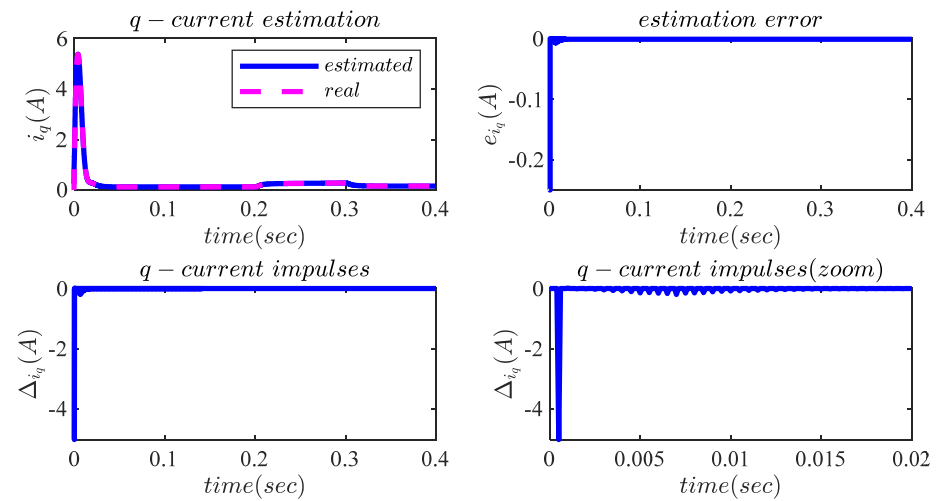 q − current estimation
6
4
2
0
i_q(A)
estimated
real
0 0.1 0.2 0.3 0.4
time(sec)
estimation error
0
-0.1
-0.2
e_{i_q}(A)
0 0.1 0.2 0.3 0.4
time(sec)
q − current impulses
0
-2
-4
Δ_{i_q}(A)
0 0.1 0.2 0.3 0.4
time(sec)
q − current impulses(zoom)
0
-2
-4
Δ_{i_q}(A)
0 0.005 0.01 0.015 0.02
time(sec)